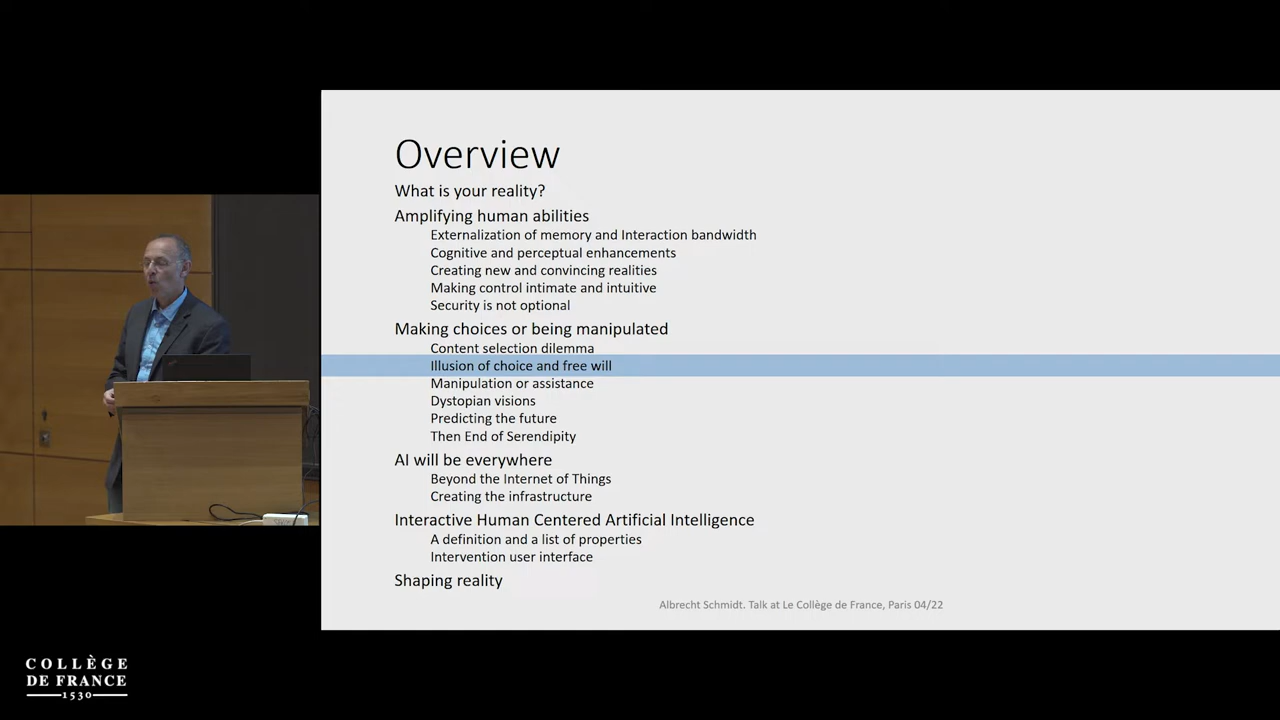 Overview
What is your reality?
Amplifying human abilities
Externalization of memory and Interaction bandwidth
Cognitive and perceptual enhancements
Creating new and convincing realities
Making control intimate and intuitive
Security is not optional
Making choices or being manipulated
Content selection dilemma
Illusion of choice and free will
Manipulation or assistance
Dystopian visions
Predicting the future
Then End of Serendipity
AI will be everywhere
Beyond the Internet of Things
Creating the infrastructure
Interactive Human Centered Artificial Intelligence
A definition and a list of properties
Intervention user interface
Shaping reality
Albrecht Schmidt. Talk at Le Collège de France, Paris 04/22
COLLÈGE
DE FRANCE
1530